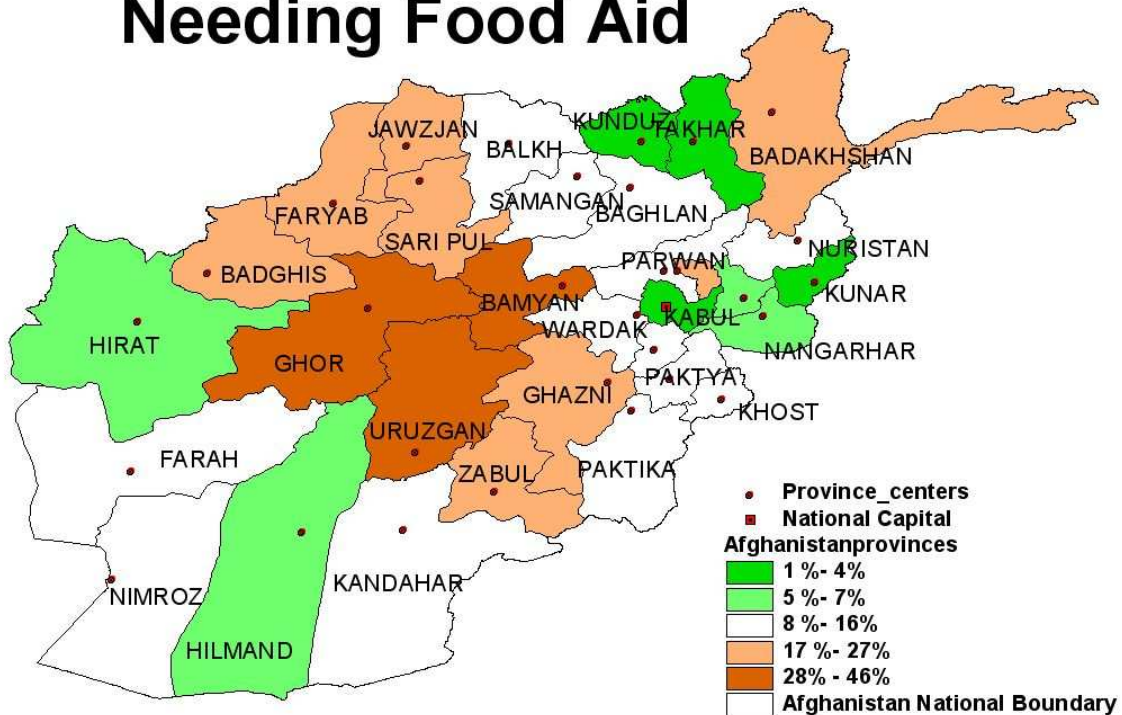 Needing Food Aid
JAWZJAN
KUNDUZ
TAKHAR
BALKH
BADAKHSHAN
SAMANGAN
BAGHLAN
FARYAB
SARI PUL
NURISTAN
PARWAN
BADGHIS
KUNAR
BAMYAN
KABUL
WARDAK
HIRAT
NANGARHAR
GHOR
PAKTYA
GHAZNI
KHOST
URUZGAN
FARAH
ZABUL
PAKTIKA
KANDAHAR
NIMROZ
HILMAND
Province_centers
National Capital
Afghanistanprovinces
1 %- 4%
5 %- 7%
8 %- 16%
17 %- 27%
28% - 46%
Afghanistan National Boundary